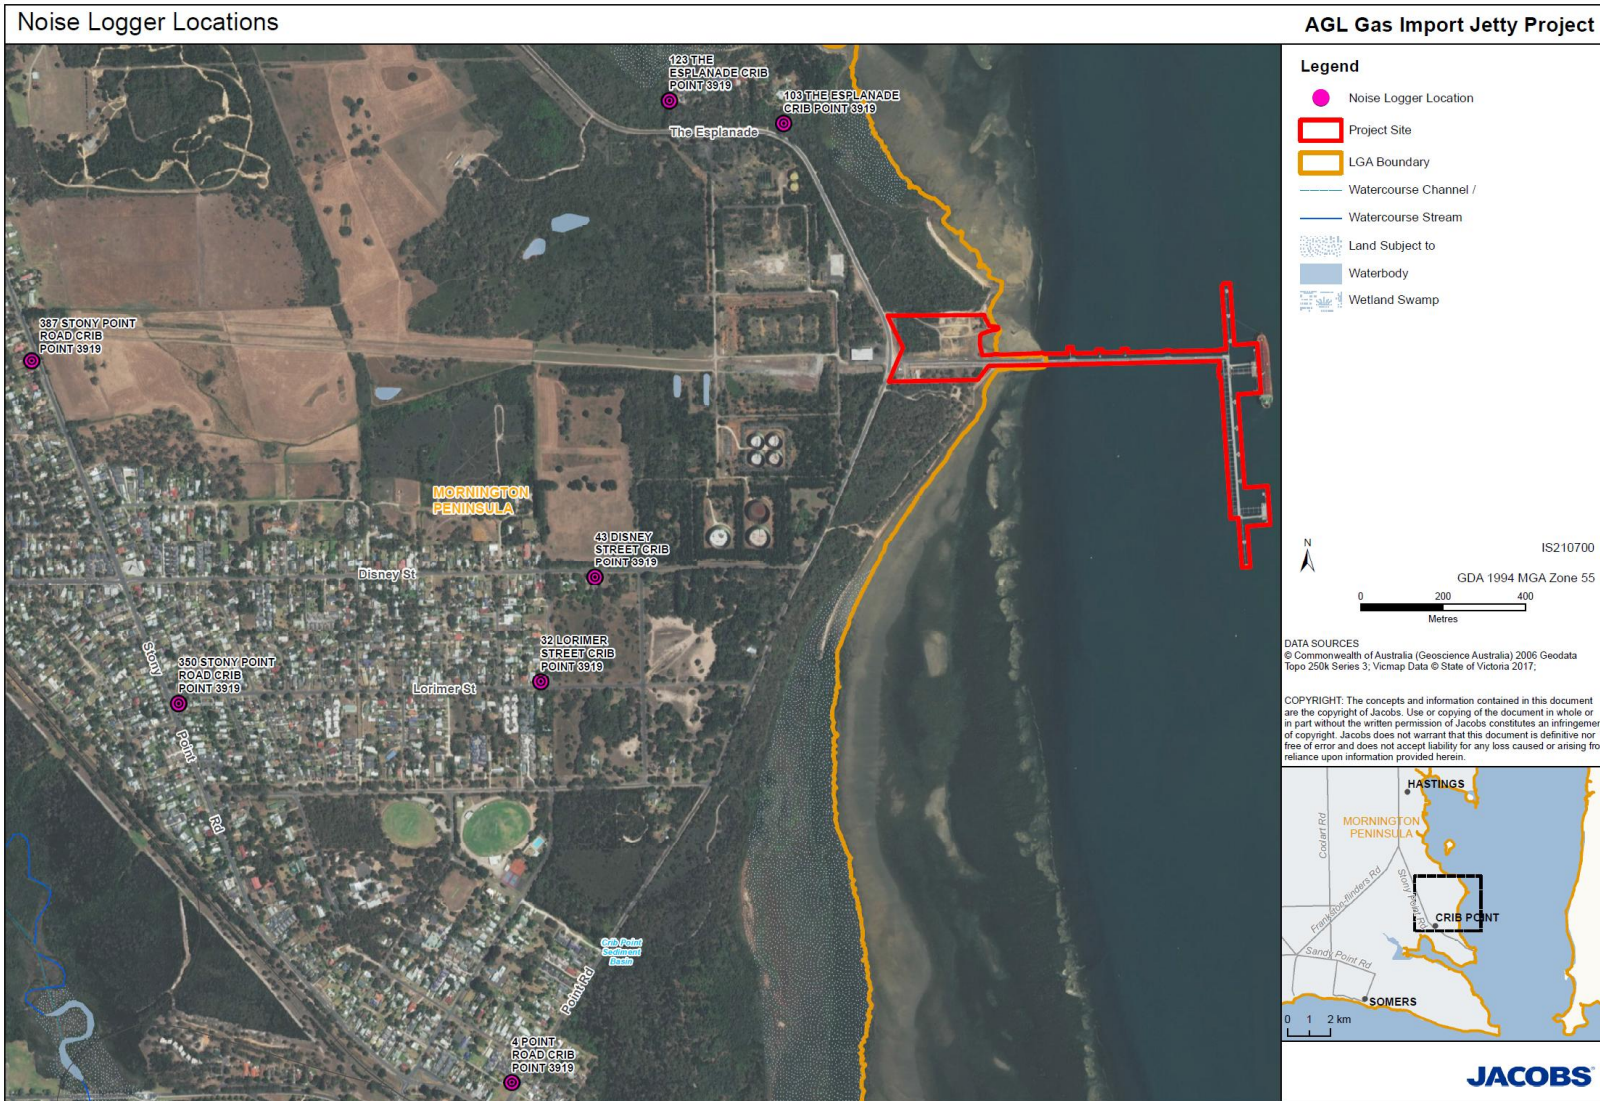 Noise Logger Locations
AGL Gas Import Jetty Project
123 THE
ESPLANADE CRIB
POINT 3919
103 THE ESPLANADE
CRIB POINT 3919
The Esplanade
387 STONY POINT
ROAD CRIB
POINT 3919
MORNINGTON
PENINSULA
43 DISNEY
STREET CRIB
POINT 3919
Disney St
32 LORIMER
STREET CRIB
POINT 3919
Lorimer St
350 STONY POINT
ROAD CRIB
POINT 3919
Stony
Point
Rd
Crib Point
Sediment
Basin
Point Rd
4 POINT
ROAD CRIB
POINT 3919
Legend
Noise Logger Location
Project Site
LGA Boundary
Watercourse Channel /
Watercourse Stream
Land Subject to
Waterbody
Wetland Swamp
N
IS210700
GDA 1994 MGA Zone 55
0 200 400
Metres
DATA SOURCES
© Commonwealth of Australia (Geoscience Australia) 2006 Geodata
Topo 250k Series 3; Vicmap Data © State of Victoria 2017;
COPYRIGHT: The concepts and information contained in this document
are the copyright of Jacobs. Use or copying of the document in whole or
in part without the written permission of Jacobs constitutes an infringemer
of copyright. Jacobs does not warrant that this document is definitive nor
free of error and does not accept liability for any loss caused or arising fro
reliance upon information provided herein.
HASTINGS
MORNINGTON
PENINSULA
Coolart Rd
Frankston-flinders Rd
Stony Point Rd
CRIB POINT
Sandy Point Rd
SOMERS
0 1 2 km
JACOBS